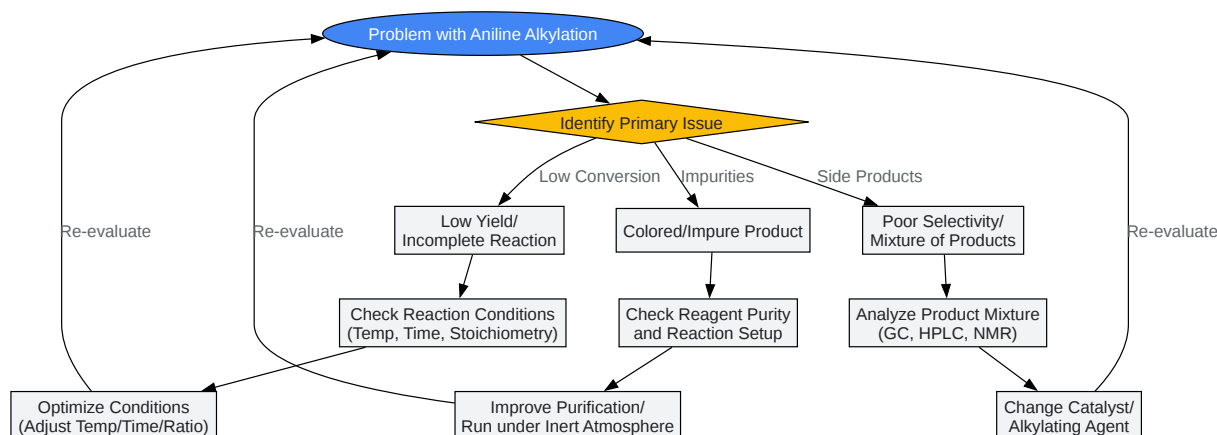 Problem with Aniline Alkylation
Identify Primary Issue
Low Conversion
Impurities
Side Products
Low Yield/
Incomplete Reaction
Colored/Impure Product
Poor Selectivity/
Mixture of Products
Re-evaluate
Re-evaluate
Re-evaluate
Check Reaction Conditions
(Temp, Time, Stoichiometry)
Check Reagent Purity
and Reaction Setup
Analyze Product Mixture
(GC, HPLC, NMR)
Optimize Conditions
(Adjust Temp/Time/Ratio)
Improve Purification/
Run under Inert Atmosphere
Change Catalyst/
Alkylating Agent